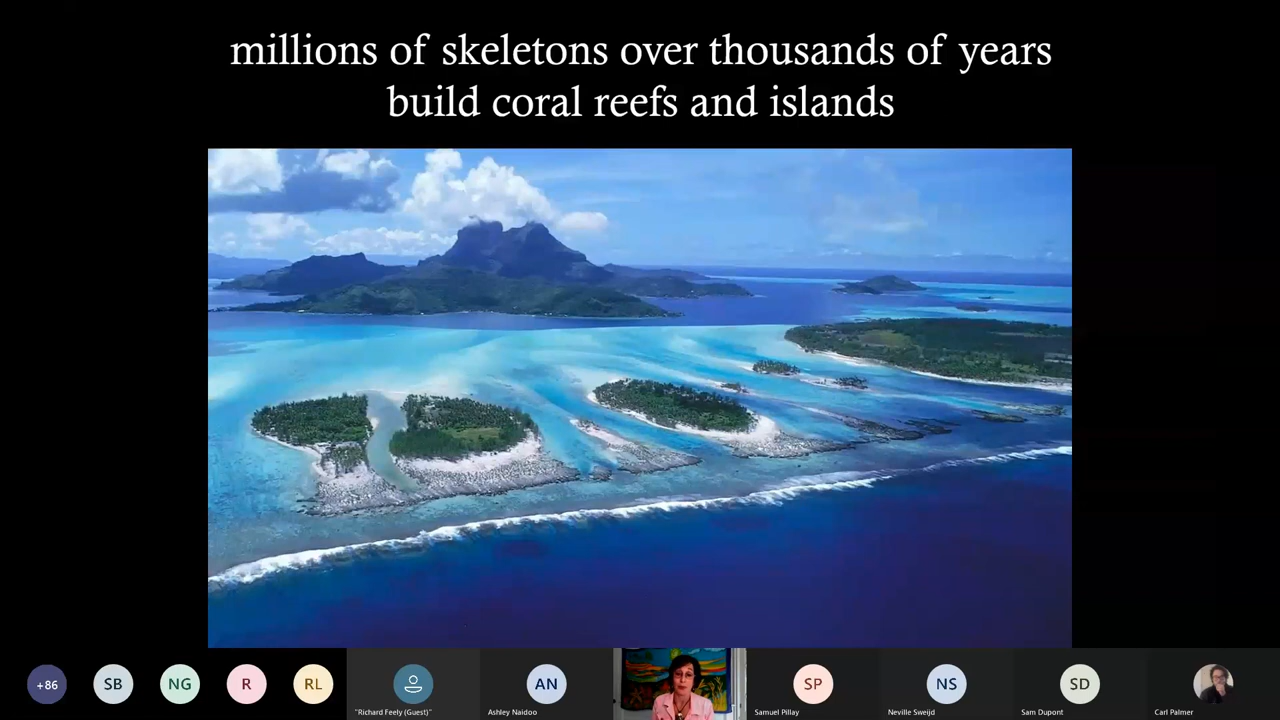 millions of skeletons over thousands of years
build coral reefs and islands
+86
SB
NG
R
RL
"Richard Feely (Guest)"
AN
Ashley Naidoo
SP
Samuel Pillay
NS
Neville Sweijd
SD
Sam Dupont
Carl Palmer